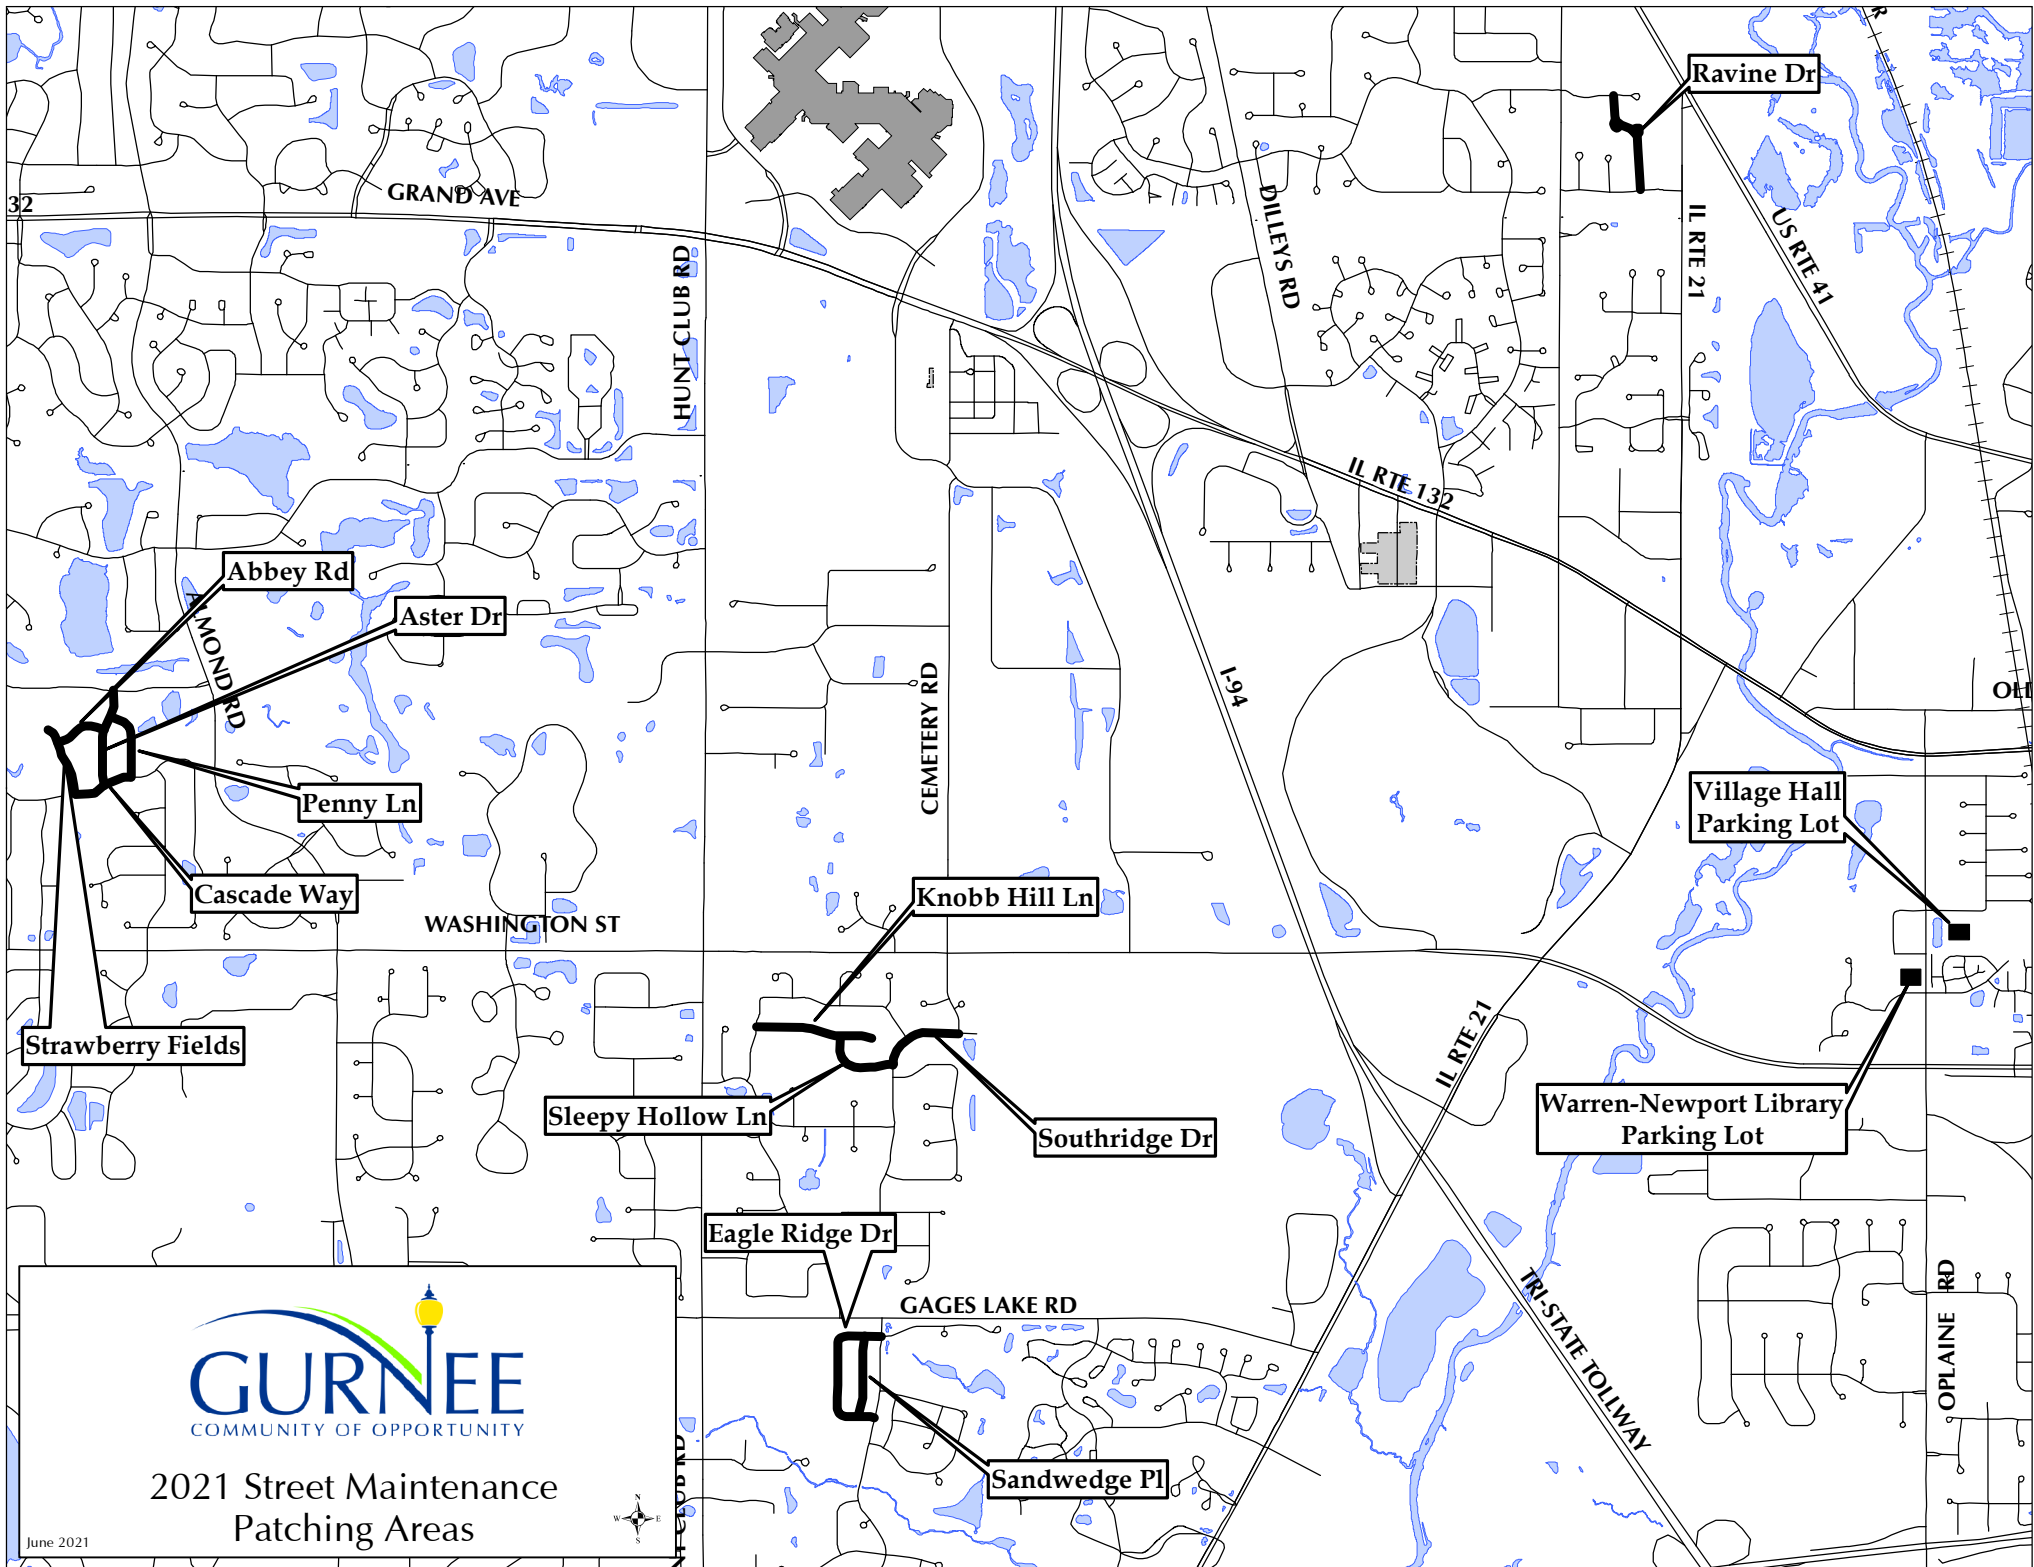 Ravine Dr
GRAND AVE
32
DILLEYS RD
IL RTE 21
US RTE 41
HUNT CLUB RD
IL RTE 132
Abbey Rd
Aster Dr
ALMOND RD
CEMETERY RD
I-94
Penny Ln
Village Hall
Parking Lot
Cascade Way
Knobb Hill Ln
WASHINGTON ST
Strawberry Fields
IL RTE 21
Sleepy Hollow Ln
Southridge Dr
Warren-Newport Library
Parking Lot
Eagle Ridge Dr
GAGES LAKE RD
TRI-STATE TOLLWAY
OPLAINE RD
Sandwedge Pl
GURNEE
COMMUNITY OF OPPORTUNITY
2021 Street Maintenance
Patching Areas
June 2021
N
W E
S